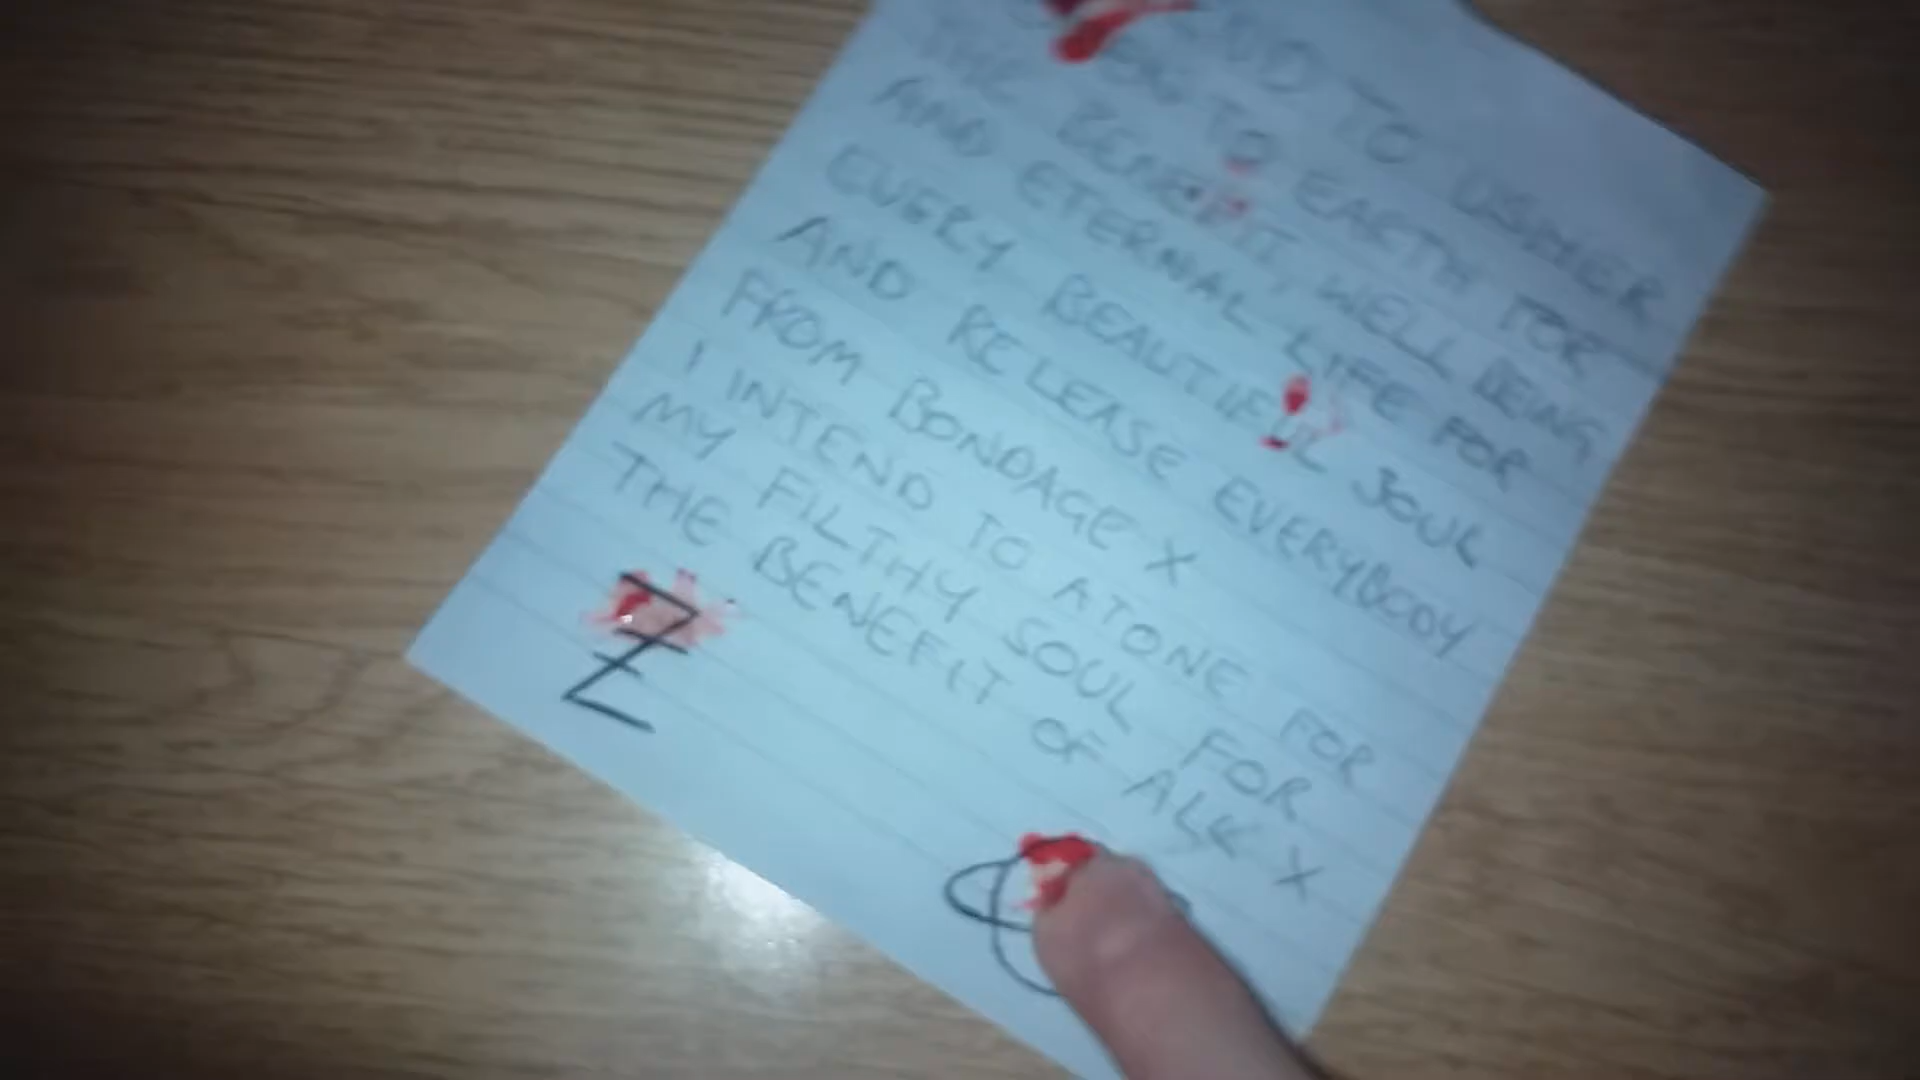 TO USHER
TO EARTH FOR
THE BENEFIT, WELL BEING
AND ETERNAL LIFE FOR
EVERY BEAUTIFUL SOUL
AND RELEASE EVERYBODY
FROM BONDAGE X
I INTEND TO ATONE FOR
MY FILTHY SOUL FOR
THE BENEFIT OF ALL X